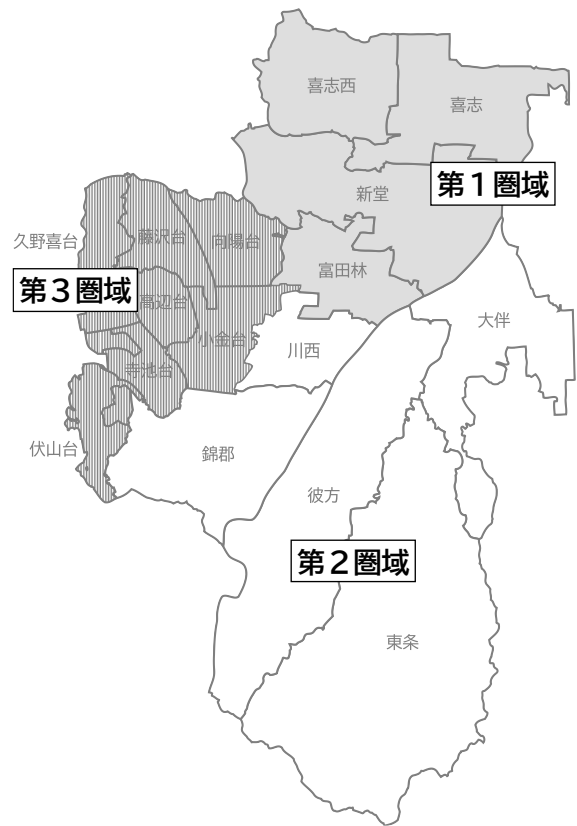 喜志西
喜志
第１圏域
新堂
久野喜台
藤沢台
向陽台
富田林
第３圏域
高辺台
大伴
小金台
川西
寺池台
伏山台
錦郡
彼方
第２圏域
東条